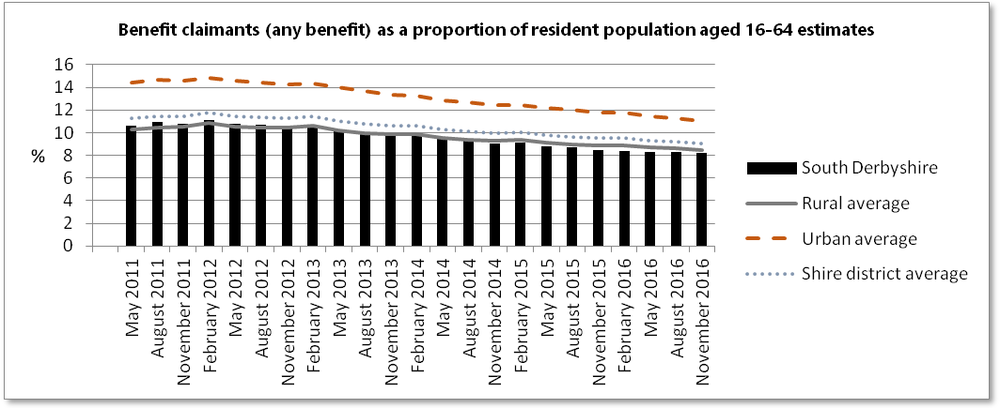 Benefit claimants (any benefit) as a proportion of resident population aged 16-64 estimates
16
14
12
10
8
6
4
2
0
%
May 2011
August 2011
November 2011
February 2012
May 2012
August 2012
November 2012
February 2013
May 2013
August 2013
November 2013
February 2014
May 2014
August 2014
November 2014
February 2015
May 2015
August 2015
November 2015
February 2016
May 2016
August 2016
November 2016
South Derbyshire
Rural average
Urban average
Shire district average